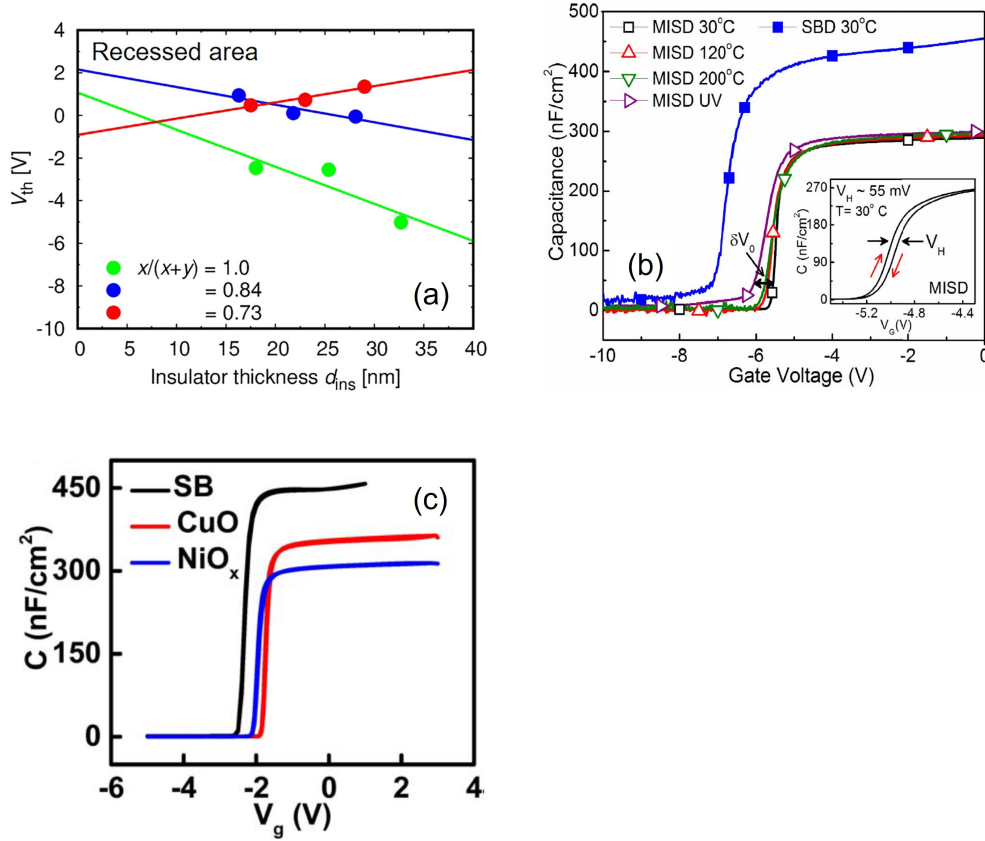 4
2
0
-2
-4
-6
-8
-10
V_th [V]
Recessed area
x/(x+y) = 1.0
= 0.84
= 0.73
(a)
0 5 10 15 20 25 30 35 40
Insulator thickness d_ins [nm]
500
400
300
200
100
0
Capacitance (nF/cm²)
MISD 30°C SBD 30°C
MISD 120°C
MISD 200°C
MISD UV
(b)
δV₀
270
180
90
0
C (nF/cm²)
V_H ~ 55 mV
T= 30° C
V_H
MISD
-5.2 -4.8 -4.4
V_G(V)
-10 -8 -6 -4 -2 0
Gate Voltage (V)
450
300
150
0
C (nF/cm²)
SB
CuO
NiOₓ
(c)
-6 -4 -2 0 2 4
V_g (V)